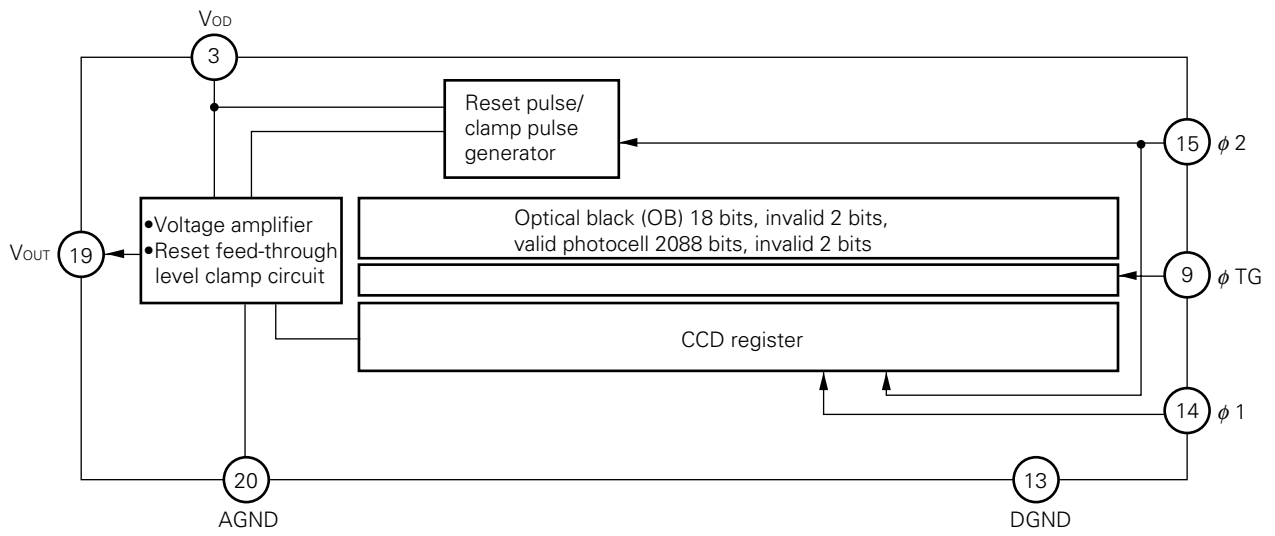 VOD
3
Reset pulse/
clamp pulse
generator
15
φ 2
•Voltage amplifier
•Reset feed-through
level clamp circuit
Optical black (OB) 18 bits, invalid 2 bits,
valid photocell 2088 bits, invalid 2 bits
VOUT
19
9
φ TG
CCD register
14
φ 1
20
AGND
13
DGND